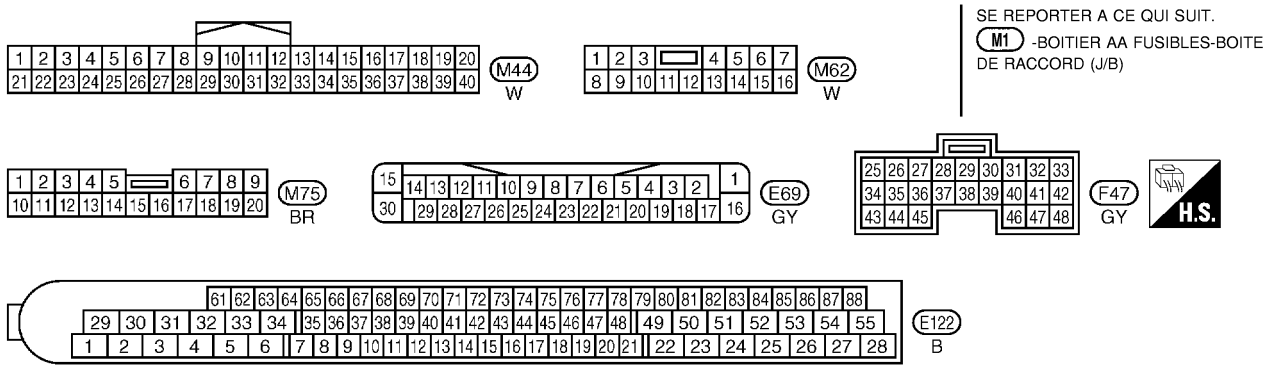 1 2 3 4 5 6 7 8 9 10 11 12 13 14 15 16 17 18 19 20
21 22 23 24 25 26 27 28 29 30 31 32 33 34 35 36 37 38 39 40
M44
W
1 2 3 4 5 6 7
8 9 10 11 12 13 14 15 16
M62
W
SE REPORTER A CE QUI SUIT.
M1 -BOITIER AA FUSIBLES-BOITE
DE RACCORD (J/B)
1 2 3 4 5 6 7 8 9
10 11 12 13 14 15 16 17 18 19 20
M75
BR
15 14 13 12 11 10 9 8 7 6 5 4 3 2 1
30 29 28 27 26 25 24 23 22 21 20 19 18 17 16
E69
GY
25 26 27 28 29 30 31 32 33
34 35 36 37 38 39 40 41 42
43 44 45 46 47 48
F47
GY
H.S.
61 62 63 64 65 66 67 68 69 70 71 72 73 74 75 76 77 78 79 80 81 82 83 84 85 86 87 88
29 30 31 32 33 34 35 36 37 38 39 40 41 42 43 44 45 46 47 48 49 50 51 52 53 54 55
1 2 3 4 5 6 7 8 9 10 11 12 13 14 15 16 17 18 19 20 21 22 23 24 25 26 27 28
E122
B